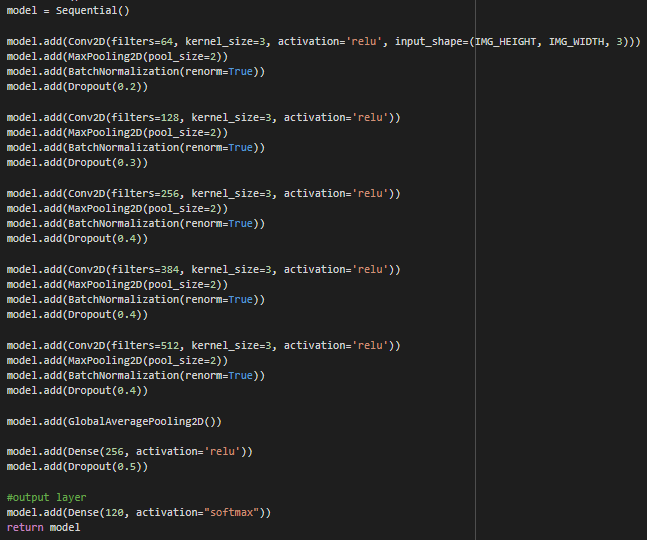 model = Sequential()
model.add(Conv2D(filters=64, kernel_size=3, activation='relu', input_shape=(IMG_HEIGHT, IMG_WIDTH, 3)))
model.add(MaxPooling2D(pool_size=2))
model.add(BatchNormalization(renorm=True))
model.add(Dropout(0.2))
model.add(Conv2D(filters=128, kernel_size=3, activation='relu'))
model.add(MaxPooling2D(pool_size=2))
model.add(BatchNormalization(renorm=True))
model.add(Dropout(0.3))
model.add(Conv2D(filters=256, kernel_size=3, activation='relu'))
model.add(MaxPooling2D(pool_size=2))
model.add(BatchNormalization(renorm=True))
model.add(Dropout(0.4))
model.add(Conv2D(filters=384, kernel_size=3, activation='relu'))
model.add(MaxPooling2D(pool_size=2))
model.add(BatchNormalization(renorm=True))
model.add(Dropout(0.4))
model.add(Conv2D(filters=512, kernel_size=3, activation='relu'))
model.add(MaxPooling2D(pool_size=2))
model.add(BatchNormalization(renorm=True))
model.add(Dropout(0.4))
model.add(GlobalAveragePooling2D())
model.add(Dense(256, activation='relu'))
model.add(Dropout(0.5))
#output layer
model.add(Dense(120, activation="softmax"))
return model